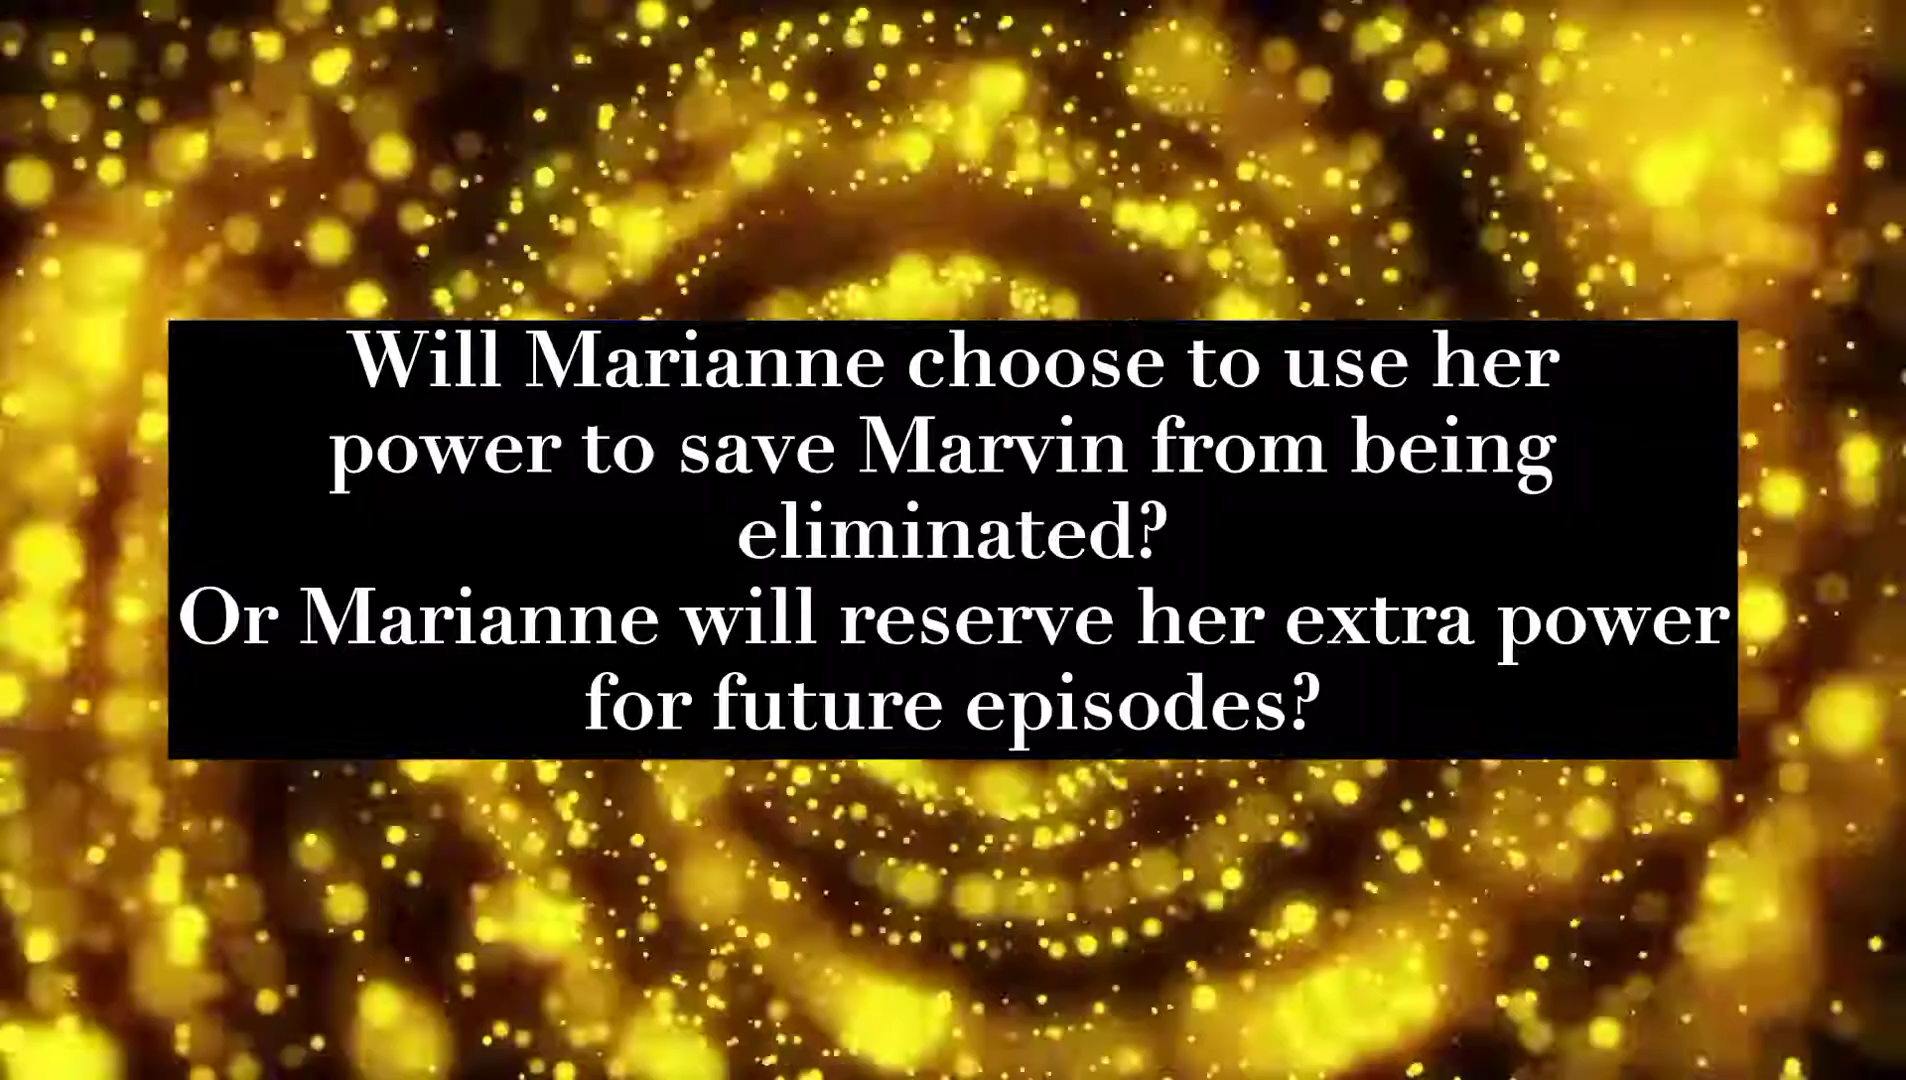 Will Marianne choose to use her
power to save Marvin from being
eliminated?
Or Marianne will reserve her extra power
for future episodes?